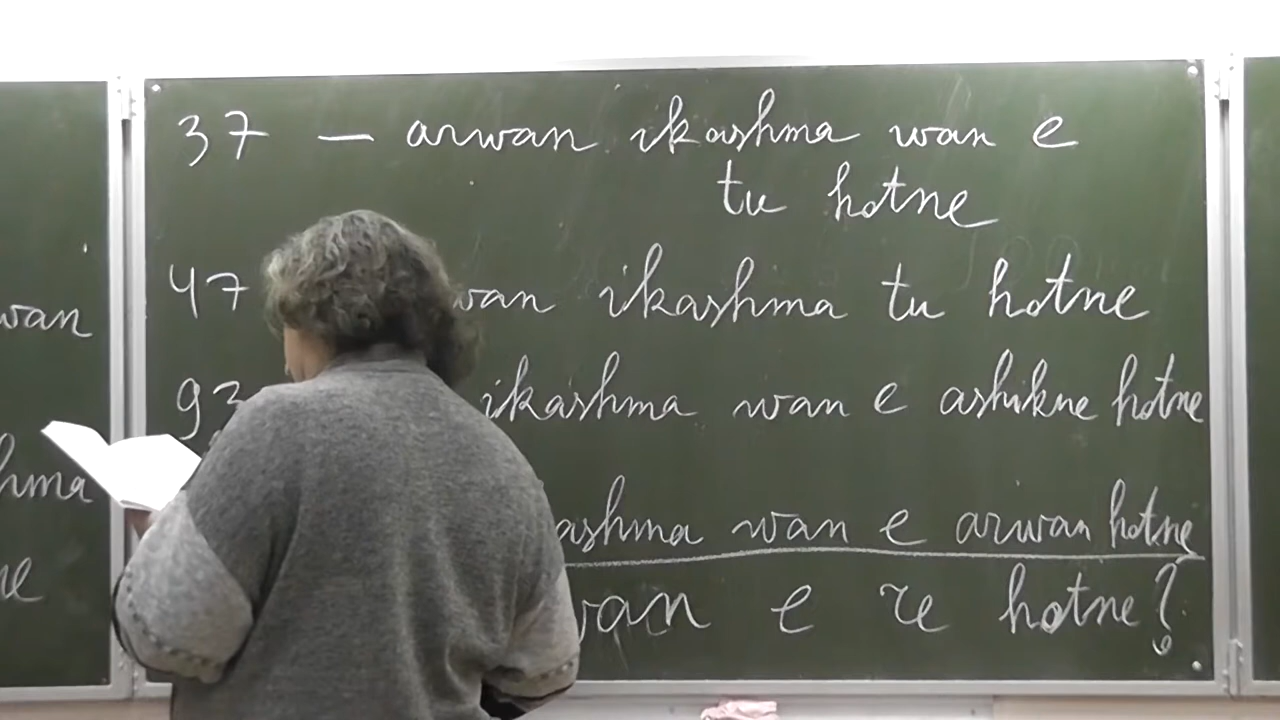 37 — arwan ikashma wan e
tu hotne
47 wan ikashma tu hotne
wan
93 ikashma wan e ashikne hotne
hma
ashma wan e arwan hotne
ne
wan e re hotne?